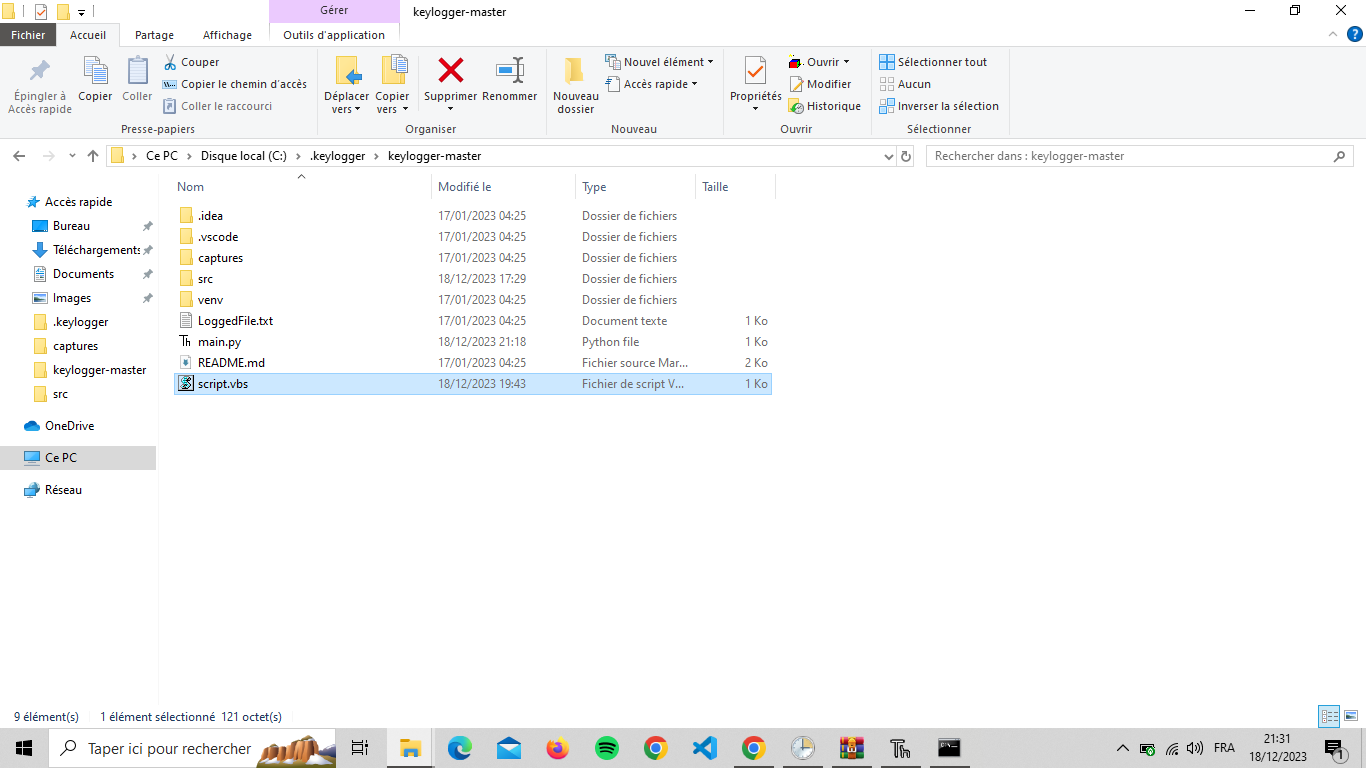 Gérer
keylogger-master
Fichier
Accueil
Partage
Affichage
Outils d'application
Épingler à Accès rapide
Copier
Coller
Couper
Copier le chemin d'accès
Coller le raccourci
Presse-papiers
Déplacer vers
Copier vers
Supprimer
Renommer
Organiser
Nouveau dossier
Nouvel élément
Accès rapide
Nouveau
Propriétés
Ouvrir
Modifier
Historique
Ouvrir
Sélectionner tout
Aucun
Inverser la sélection
Sélectionner
Ce PC
Disque local (C:)
.keylogger
keylogger-master
Rechercher dans : keylogger-master
Accès rapide
Bureau
Téléchargements
Documents
Images
.keylogger
captures
keylogger-master
src
OneDrive
Ce PC
Réseau
Nom Modifié le Type Taille
.idea 17/01/2023 04:25 Dossier de fichiers
.vscode 17/01/2023 04:25 Dossier de fichiers
captures 17/01/2023 04:25 Dossier de fichiers
src 18/12/2023 17:29 Dossier de fichiers
venv 17/01/2023 04:25 Dossier de fichiers
LoggedFile.txt 17/01/2023 04:25 Document texte 1 Ko
main.py 18/12/2023 21:18 Python file 1 Ko
README.md 17/01/2023 04:25 Fichier source Mar... 2 Ko
script.vbs 18/12/2023 19:43 Fichier de script V... 1 Ko
9 élément(s)
1 élément sélectionné 121 octet(s)
Taper ici pour rechercher
FRA
21:31
18/12/2023
1